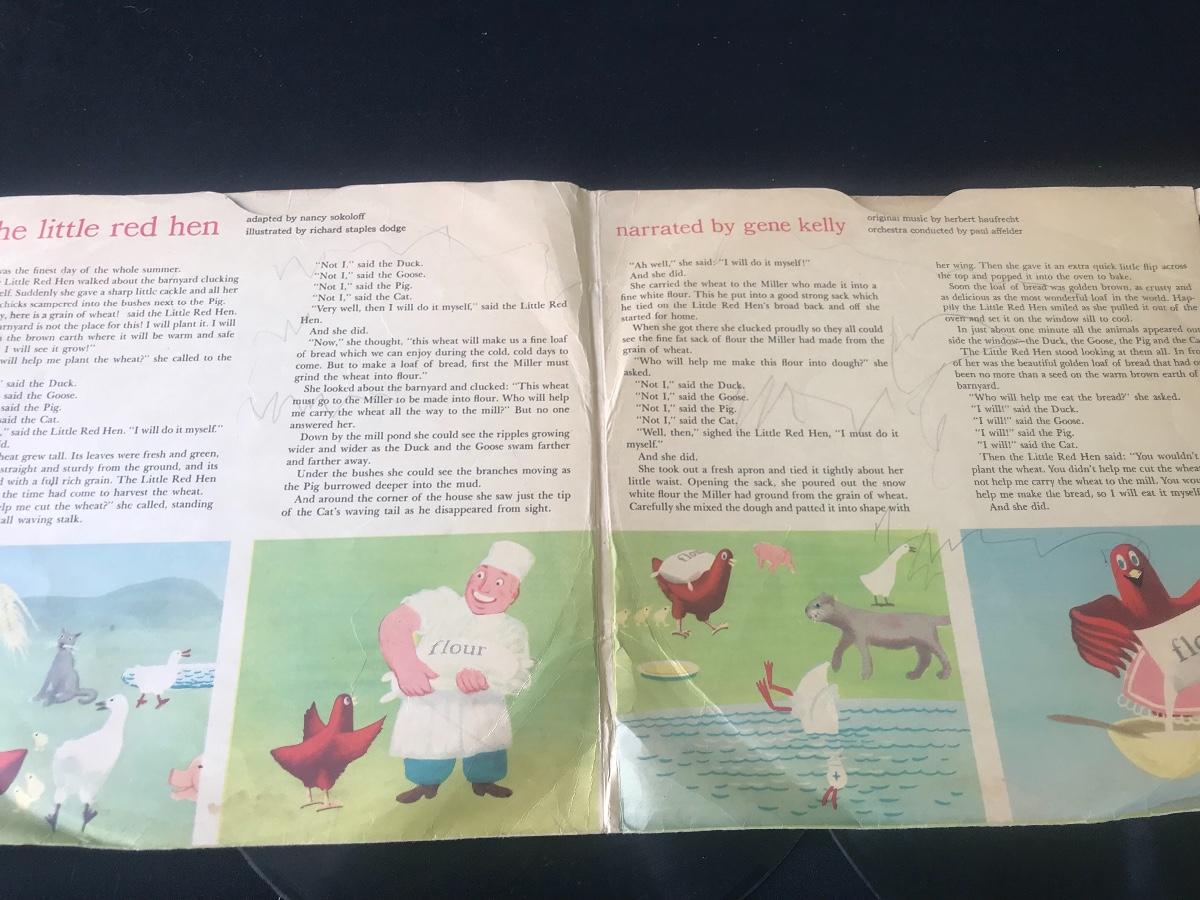 he little red hen
adapted by nancy sokoloff
illustrated by richard staples dodge
was the finest day of the whole summer.
Little Red Hen walked about the barnyard clucking
elf. Suddenly she gave a sharp little cackle and all her
chicks scampered into the bushes next to the Pig.
y, here is a grain of wheat! said the Little Red Hen.
arnyard is not the place for this! I will plant it. I will
the brown earth where it will be warm and safe
I will see it grow!"
will help me plant the wheat?" she called to the
" said the Duck.
said the Goose.
said the Pig.
said the Cat.
," said the Little Red Hen. "I will do it myself."
d.
heat grew tall. Its leaves were fresh and green,
straight and sturdy from the ground, and its
d with a full rich grain. The Little Red Hen
the time had come to harvest the wheat.
lp me cut the wheat?" she called, standing
all waving stalk.
"Not I," said the Duck.
"Not I," said the Goose.
"Not I," said the Pig.
"Not I," said the Cat.
"Very well, then I will do it myself," said the Little Red
Hen.
And she did.
"Now," she thought, "this wheat will make us a fine loaf
of bread which we can enjoy during the cold, cold days to
come. But to make a loaf of bread, first the Miller must
grind the wheat into flour."
She looked about the barnyard and clucked: "This wheat
must go to the Miller to be made into flour. Who will help
me carry the wheat all the way to the mill?" But no one
answered her.
Down by the mill pond she could see the ripples growing
wider and wider as the Duck and the Goose swam farther
and farther away.
Under the bushes she could see the branches moving as
the Pig burrowed deeper into the mud.
And around the corner of the house she saw just the tip
of the Cat's waving tail as he disappeared from sight.
narrated by gene kelly
original music by herbert haufrecht
orchestra conducted by paul affelder
"Ah well," she said: "I will do it myself!"
And she did.
She carried the wheat to the Miller who made it into a
fine white flour. This he put into a good strong sack which
he tied on the Little Red Hen's broad back and off she
started for home.
When she got there she clucked proudly so they all could
see the fine fat sack of flour the Miller had made from the
grain of wheat.
"Who will help me make this flour into dough?" she
asked.
"Not I," said the Duck.
"Not I," said the Goose.
"Not I," said the Pig.
"Not I," said the Cat.
"Well, then," sighed the Little Red Hen, "I must do it
myself."
And she did.
She took out a fresh apron and tied it tightly about her
little waist. Opening the sack, she poured out the snow
white flour the Miller had ground from the grain of wheat.
Carefully she mixed the dough and patted it into shape with
her wing. Then she gave it an extra quick little flip across
the top and popped it into the oven to bake.
Soon the loaf of bread was golden brown, as crusty and
as delicious as the most wonderful loaf in the world. Hap-
pily the Little Red Hen smiled as she pulled it out of the
oven and set it on the window sill to cool.
In just about one minute all the animals appeared ou
side the window—the Duck, the Goose, the Pig and the Ca
The Little Red Hen stood looking at them all. In fro
of her was the beautiful golden loaf of bread that had o
been no more than a seed on the warm brown earth of
barnyard.
"Who will help me eat the bread?" she asked.
"I will!" said the Duck.
"I will!" said the Goose.
"I will!" said the Pig.
"I will!" said the Cat.
Then the Little Red Hen said: "You wouldn't
plant the wheat. You didn't help me cut the whea
not help me carry the wheat to the mill. You wou
help me make the bread, so I will eat it myself
And she did.
flour
flour
flo